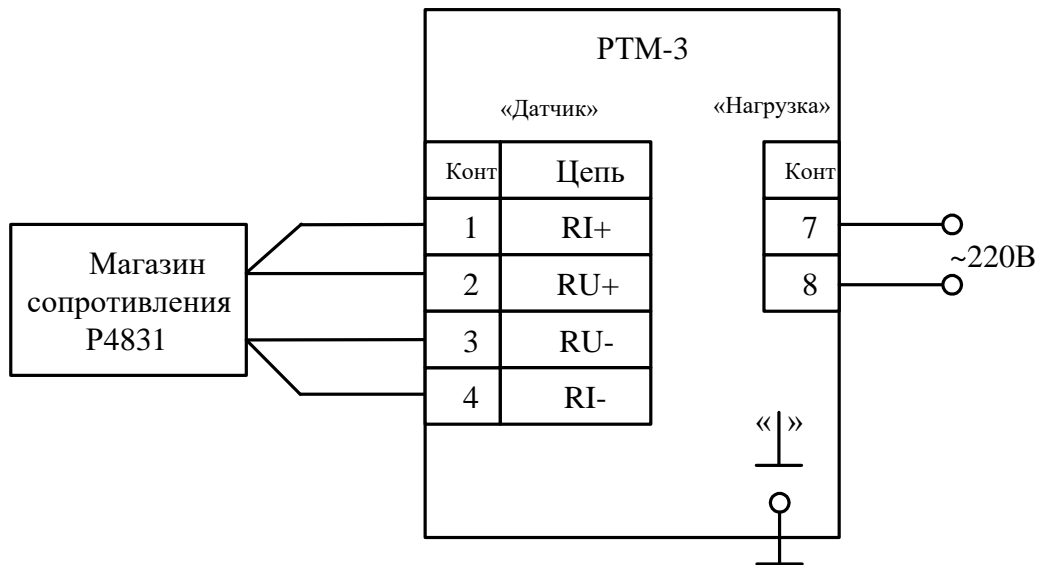 РТМ-3
«Датчик»
«Нагрузка»
Конт Цепь
1 RI+
2 RU+
3 RU-
4 RI-
Конт
7
8
~220В
Магазин
сопротивления
Р4831
« »